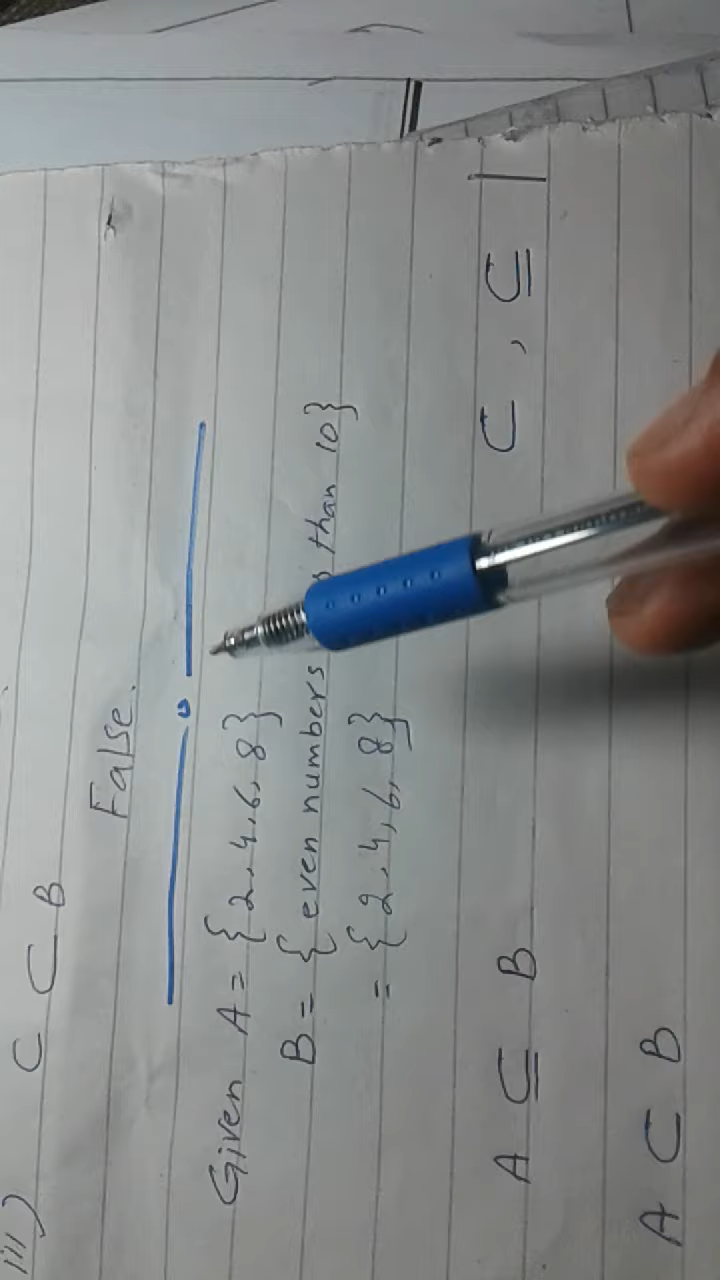 iii) C ⊂ B
False.
Given A = {2,4,6,8}
B = {even numbers than 10}
= {2,4,6,8}
A ⊆ B ⊂ , ⊆
A ⊂ B